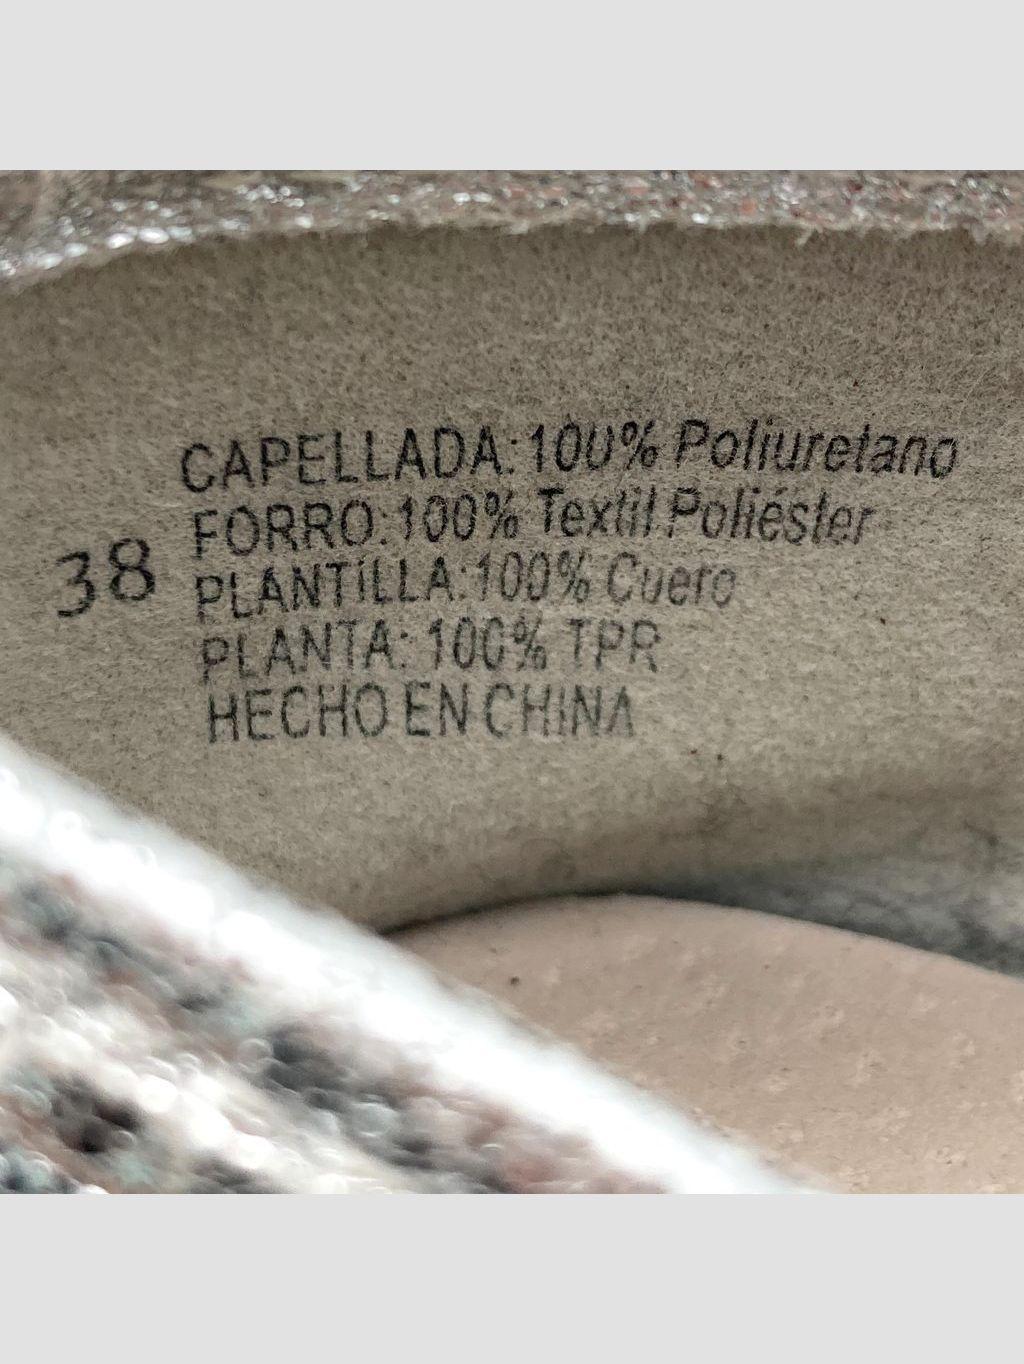 CAPELLADA: 100% Poliuretano
FORRO: 100% Textil Poliéster
38
PLANTILLA: 100% Cuero
PLANTA: 100% TPR
HECHO EN CHINA